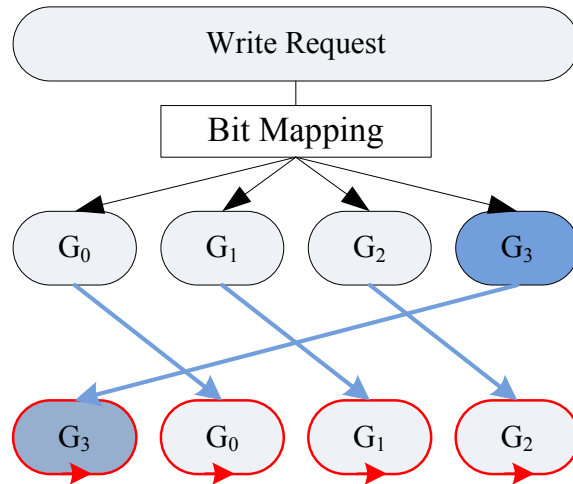 Write Request
Bit Mapping
G₀ G₁ G₂ G₃
G₃ G₀ G₁ G₂